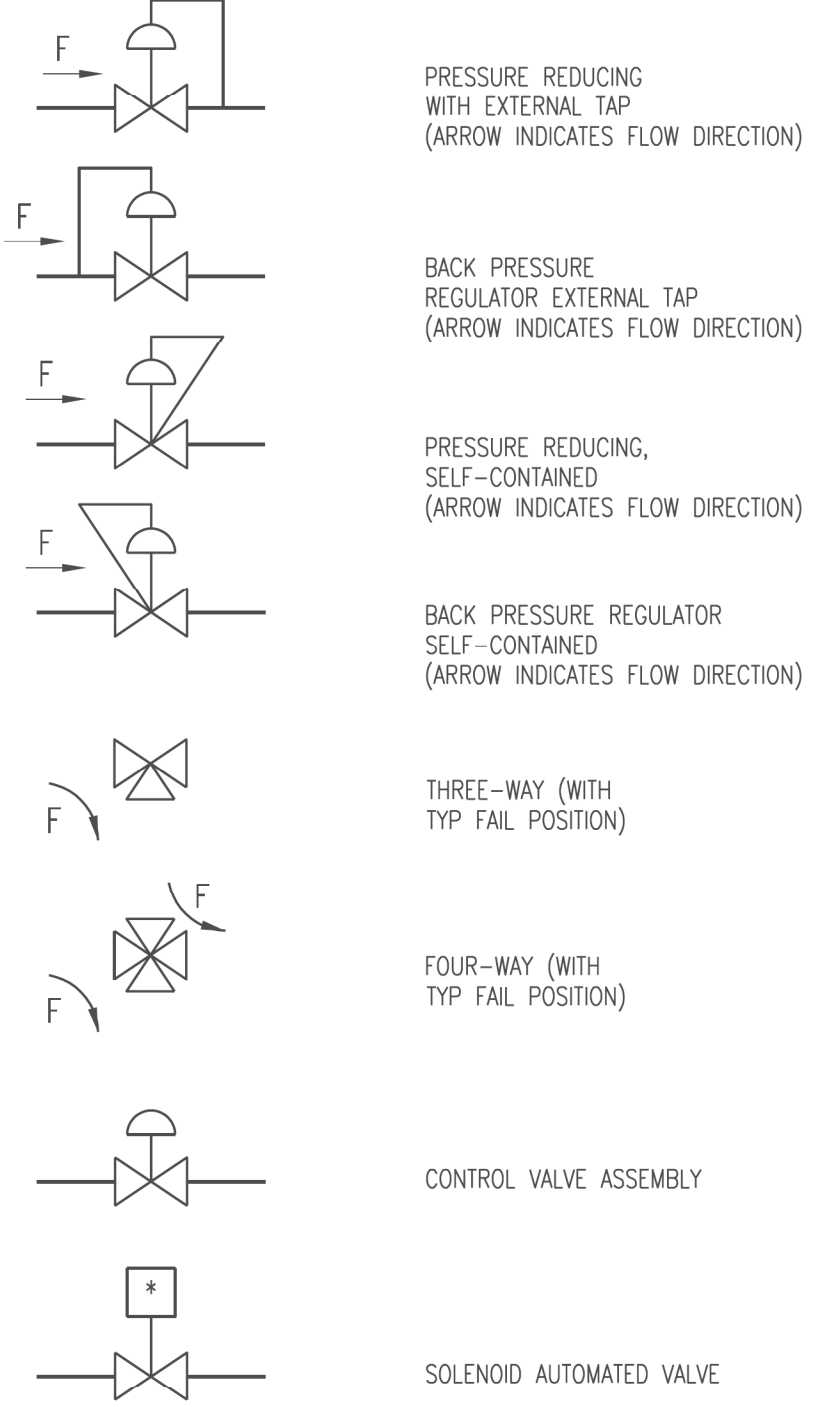 F
PRESSURE REDUCING
WITH EXTERNAL TAP
(ARROW INDICATES FLOW DIRECTION)
F
BACK PRESSURE
REGULATOR EXTERNAL TAP
(ARROW INDICATES FLOW DIRECTION)
F
PRESSURE REDUCING,
SELF-CONTAINED
(ARROW INDICATES FLOW DIRECTION)
F
BACK PRESSURE REGULATOR
SELF-CONTAINED
(ARROW INDICATES FLOW DIRECTION)
F
THREE-WAY (WITH
TYP FAIL POSITION)
F
F
FOUR-WAY (WITH
TYP FAIL POSITION)
CONTROL VALVE ASSEMBLY
*
SOLENOID AUTOMATED VALVE